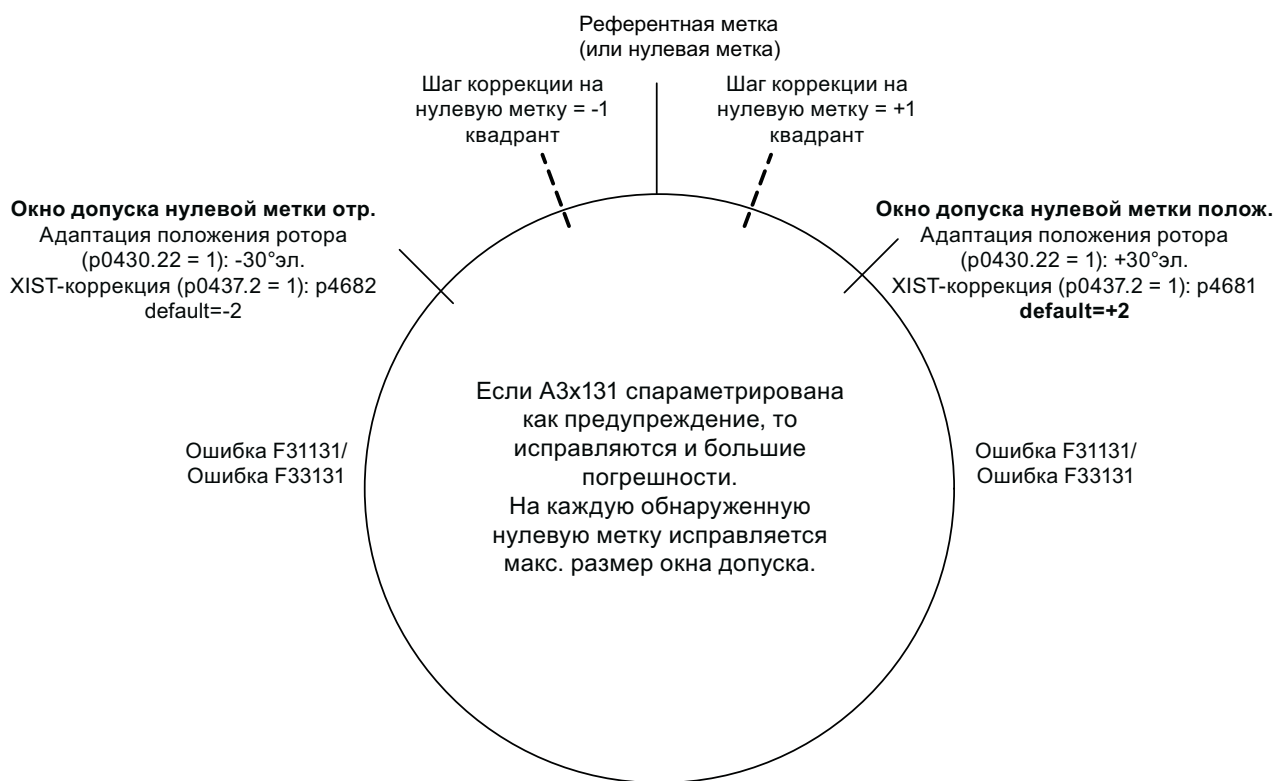 Референтная метка
(или нулевая метка)
Шаг коррекции на
нулевую метку = -1
квадрант
Шаг коррекции на
нулевую метку = +1
квадрант
Окно допуска нулевой метки отр.
Адаптация положения ротора
(p0430.22 = 1): -30°эл.
XIST-коррекция (p0437.2 = 1): p4682
default=-2
Окно допуска нулевой метки полож.
Адаптация положения ротора
(p0430.22 = 1): +30°эл.
XIST-коррекция (p0437.2 = 1): p4681
default=+2
Если A3x131 спараметрирована
как предупреждение, то
исправляются и большие
погрешности.
На каждую обнаруженную
нулевую метку исправляется
макс. размер окна допуска.
Ошибка F31131/
Ошибка F33131
Ошибка F31131/
Ошибка F33131